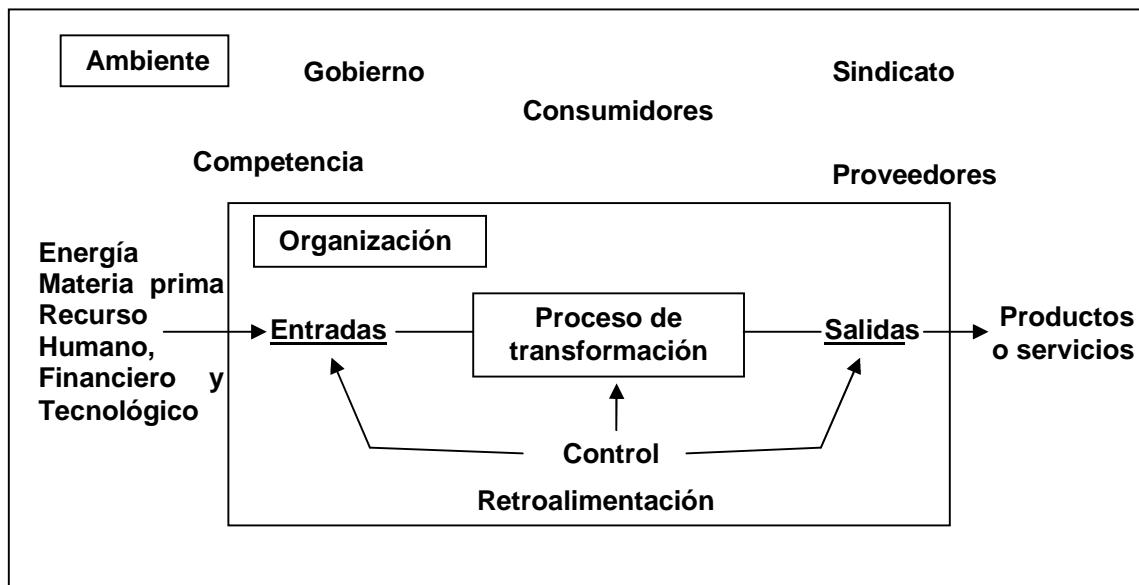 Ambiente
Gobierno
Sindicato
Consumidores
Competencia
Proveedores
Organización
Energía
Materia prima
Recurso
Humano,
Financiero y
Tecnológico
Entradas
Proceso de
transformación
Salidas
Productos
o servicios
Control
Retroalimentación